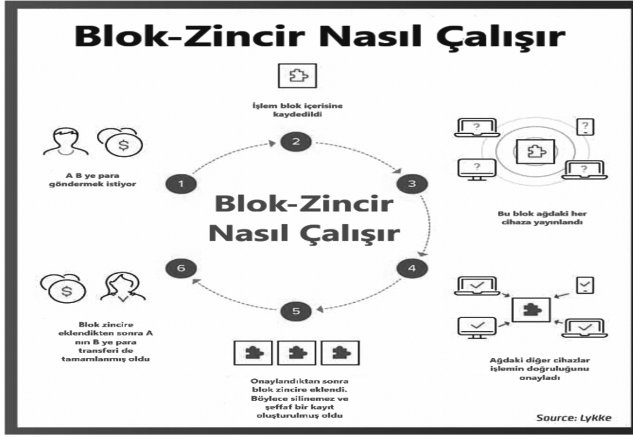 Blok-Zincir Nasıl Çalışır
İşlem blok içerisine
kaydedildi
$
A B ye para
göndermek istiyor
1
2
3
? ? ? ?
Bu blok ağdaki her
cihaza yayınlandı
Blok-Zincir
Nasıl Çalışır
4
Ağdaki diğer cihazlar
işlemin doğruluğunu
onayladı
5
Onaylandıktan sonra
blok zincire eklendi.
Böylece silinemez ve
şeffaf bir kayıt
oluşturulmuş oldu
6
$
Blok zincire
eklendikten sonra A
nın B ye para
transferi de
tamamlanmış oldu
Source: Lykke